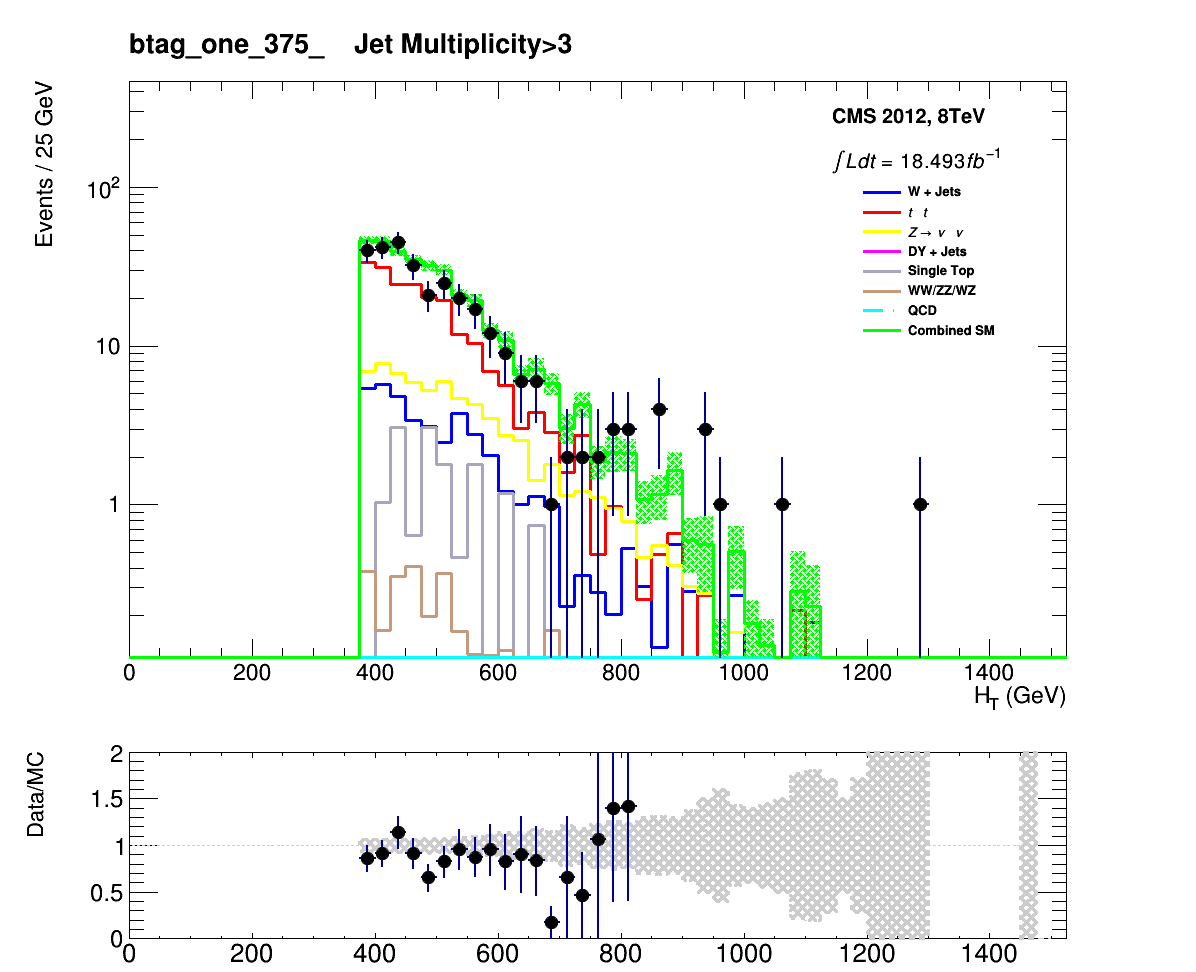 btag_one_375_ Jet Multiplicity>3
Events / 25 GeV
CMS 2012, 8TeV
∫Ldt = 18.493fb⁻¹
W + Jets
t t
Z→ ν ν
DY + Jets
Single Top
WW/ZZ/WZ
QCD
Combined SM
10²
10
1
0 200 400 600 800 1000 1200 1400
H_T (GeV)
Data/MC
2
1.5
1
0.5
0
0 200 400 600 800 1000 1200 1400